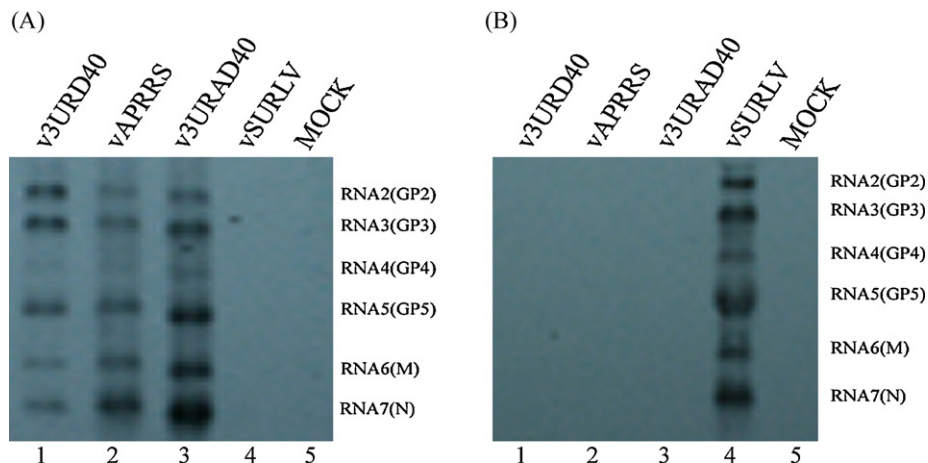 (A)
v3URD40
vAPRRS
v3URAD40
vSURLV
MOCK
RNA2(GP2)
RNA3(GP3)
RNA4(GP4)
RNA5(GP5)
RNA6(M)
RNA7(N)
1 2 3 4 5
(B)
v3URD40
vAPRRS
v3URAD40
vSURLV
MOCK
RNA2(GP2)
RNA3(GP3)
RNA4(GP4)
RNA5(GP5)
RNA6(M)
RNA7(N)
1 2 3 4 5